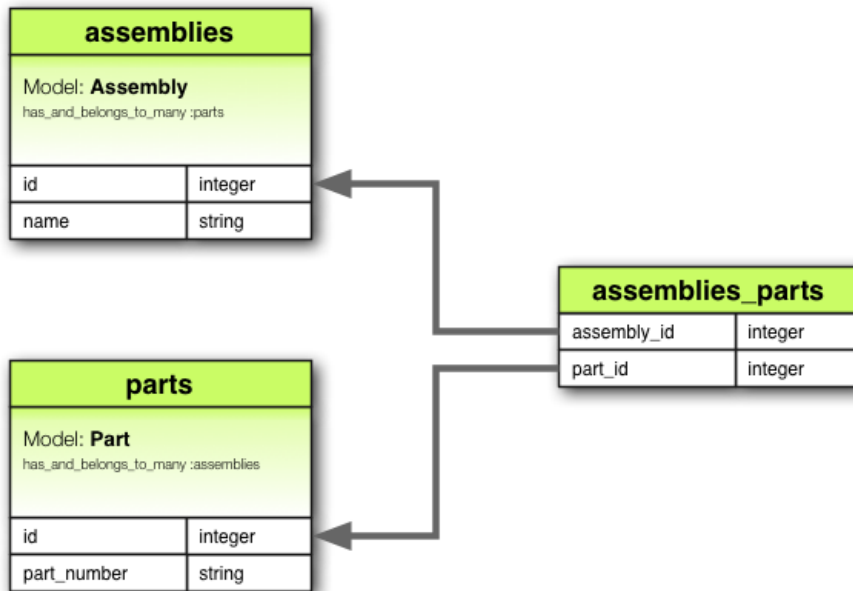 assemblies
Model: Assembly
has_and_belongs_to_many :parts
id integer
name string
assemblies_parts
assembly_id integer
part_id integer
parts
Model: Part
has_and_belongs_to_many :assemblies
id integer
part_number string